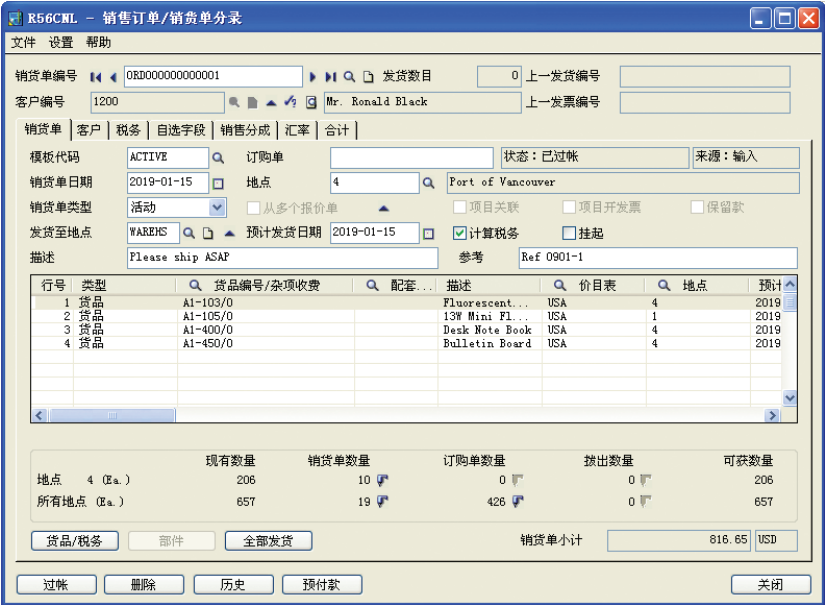 R56CNL - 销售订单/销货单分录
文件 设置 帮助
销货单编号 ORD000000000001 发货数目 0 上一发货编号
客户编号 1200 Mr. Ronald Black 上一发票编号
销货单 客户 税务 自选字段 销售分成 汇率 合计
模板代码 ACTIVE 订购单 状态：已过帐 来源：输入
销货单日期 2019-01-15 地点 4 Port of Vancouver
销货单类型 活动 从多个报价单 项目关联 项目开发票 保留款
发货至地点 WAREHS 预计发货日期 2019-01-15 计算税务 挂起
描述 Please ship ASAP 参考 Ref 0901-1
行号 类型 货品编号/杂项收费 配套... 描述 价目表 地点 预计
1 货品 A1-103/0 Fluorescent... USA 4 2019
2 货品 A1-105/0 13W Mini Fl... USA 1 2019
3 货品 A1-400/0 Desk Note Book USA 4 2019
4 货品 A1-450/0 Bulletin Board USA 4 2019
现有数量 销货单数量 订购单数量 拨出数量 可获数量
地点 4 (Ea.) 206 10 0 0 206
所有地点 (Ea.) 657 19 426 0 657
货品/税务 部件 全部发货 销货单小计 816.65 USD
过帐 删除 历史 预付款 关闭